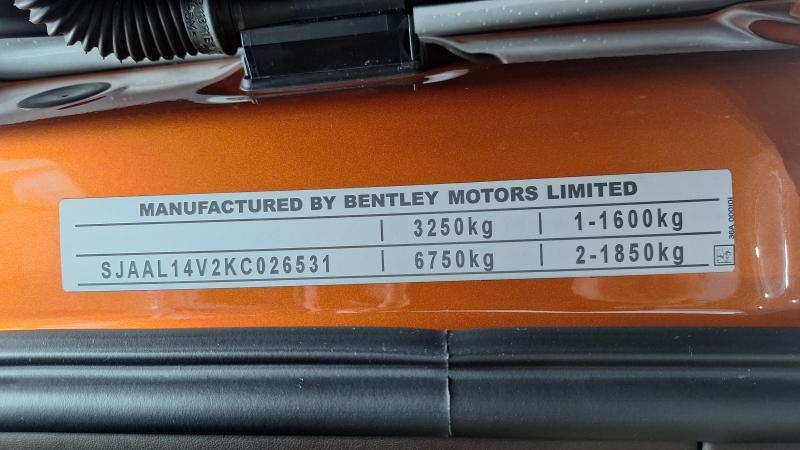 MANUFACTURED BY BENTLEY MOTORS LIMITED
3250kg 1-1600kg
SJAAL14V2KC026531 6750kg 2-1850kg